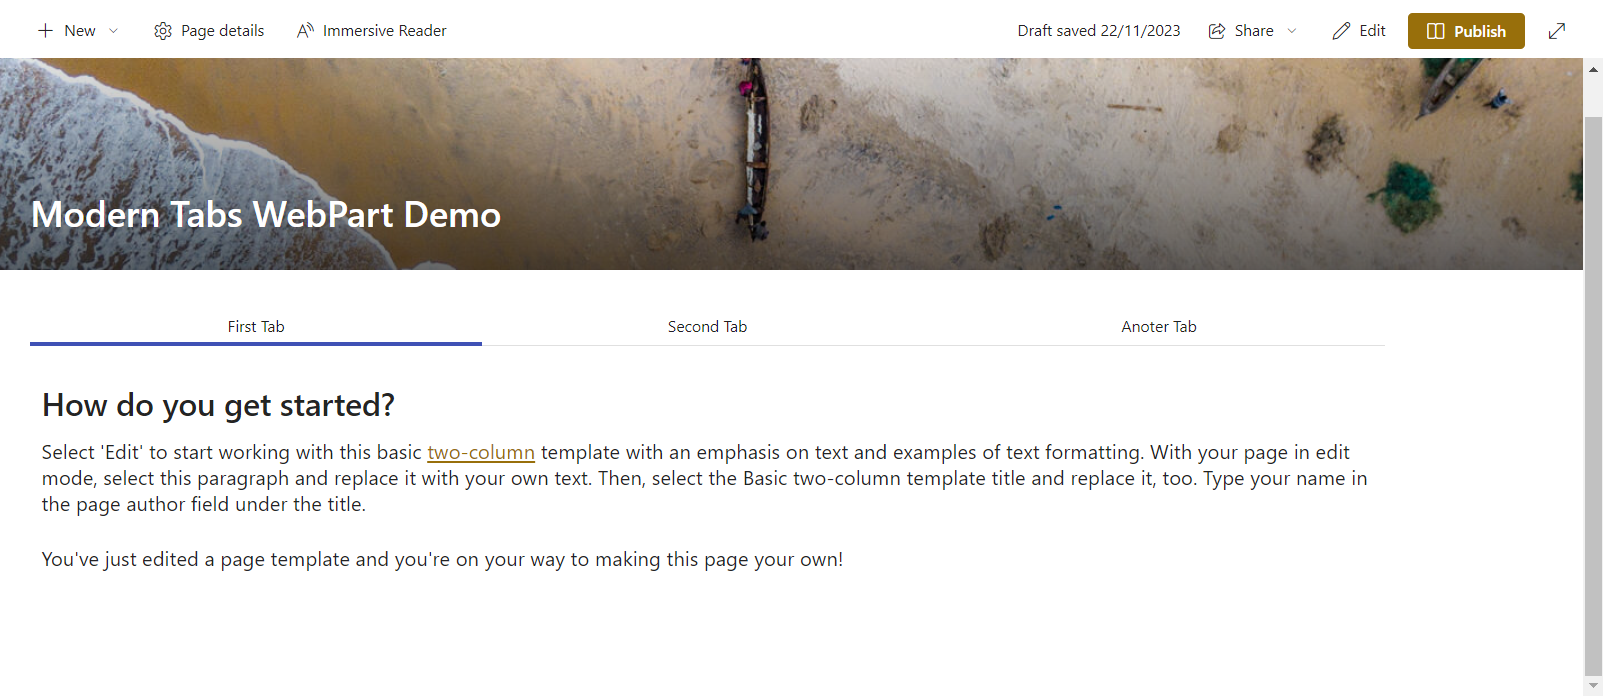 New Page details Immersive Reader Draft saved 22/11/2023 Share Edit Publish
Modern Tabs WebPart Demo
First Tab Second Tab Anoter Tab
How do you get started?
Select 'Edit' to start working with this basic two-column template with an emphasis on text and examples of text formatting. With your page in edit
mode, select this paragraph and replace it with your own text. Then, select the Basic two-column template title and replace it, too. Type your name in
the page author field under the title.
You've just edited a page template and you're on your way to making this page your own!